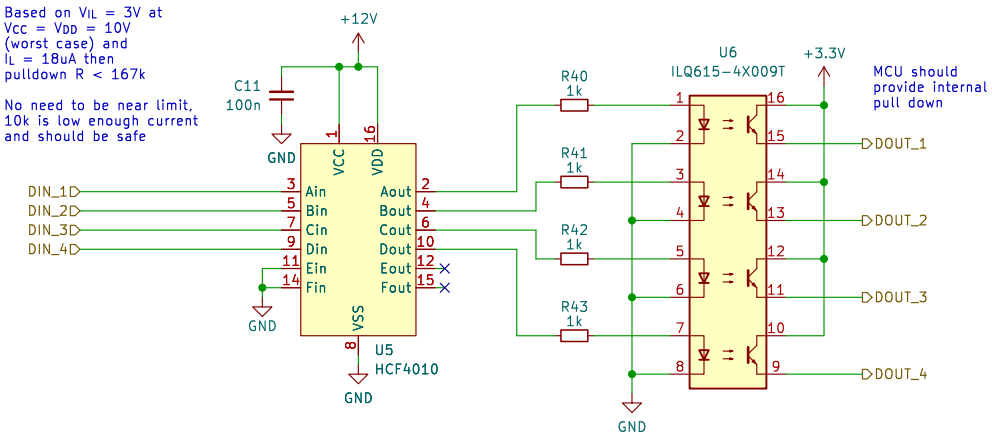 Based on VIL = 3V at
VCC = VDD = 10V
(worst case) and
IL = 18uA then
pulldown R < 167k
No need to be near limit,
10k is low enough current
and should be safe
+12V
C11
100n
GND
1
16
VCC
VDD
DIN_1
DIN_2
DIN_3
DIN_4
3
5
7
9
11
14
Ain
Bin
Cin
Din
Ein
Fin
Aout
Bout
Cout
Dout
Eout
Fout
2
4
6
10
12
15
GND
VSS
8
U5
HCF4010
GND
R40
1k
R41
1k
R42
1k
R43
1k
U6
ILQ615-4X009T
1
2
3
4
5
6
7
8
16
15
14
13
12
11
10
9
GND
+3.3V
MCU should
provide internal
pull down
DOUT_1
DOUT_2
DOUT_3
DOUT_4